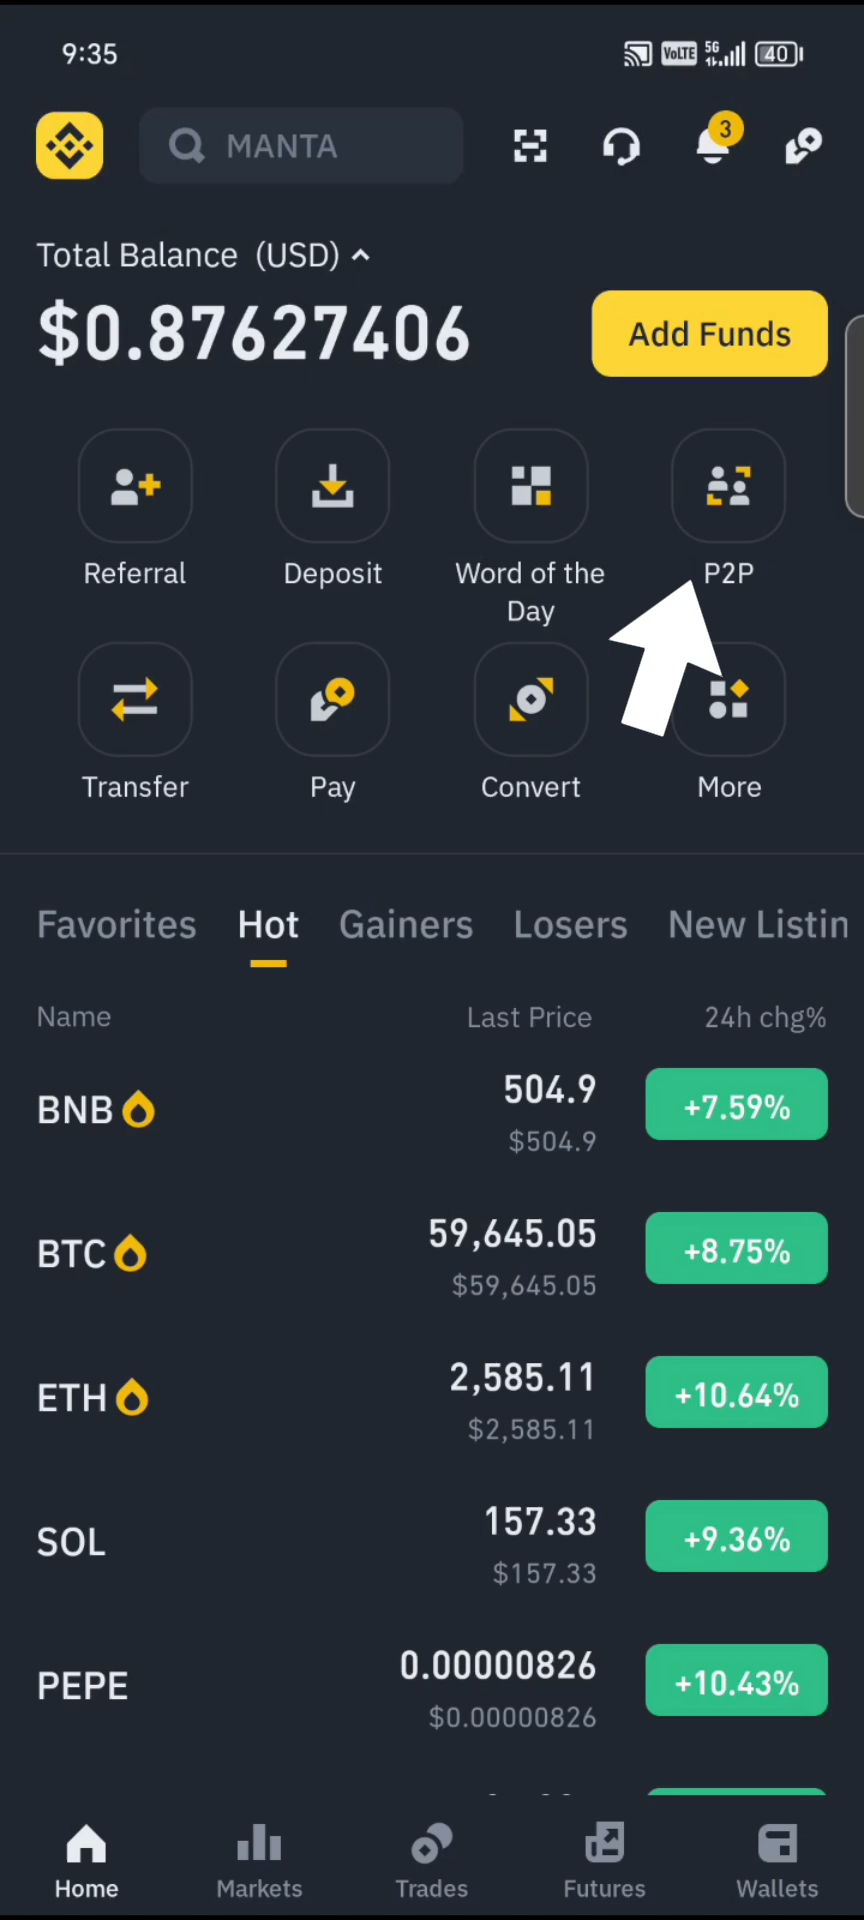 9:35
VoLTE 5G 40
MANTA
3
Total Balance (USD)
$0.87627406
Add Funds
Referral
Deposit
Word of the
Day
P2P
Transfer
Pay
Convert
More
Favorites Hot Gainers Losers New Listin
Name Last Price 24h chg%
BNB 504.9 +7.59%
$504.9
BTC 59,645.05 +8.75%
$59,645.05
ETH 2,585.11 +10.64%
$2,585.11
SOL 157.33 +9.36%
$157.33
PEPE 0.00000826 +10.43%
$0.00000826
Home Markets Trades Futures Wallets